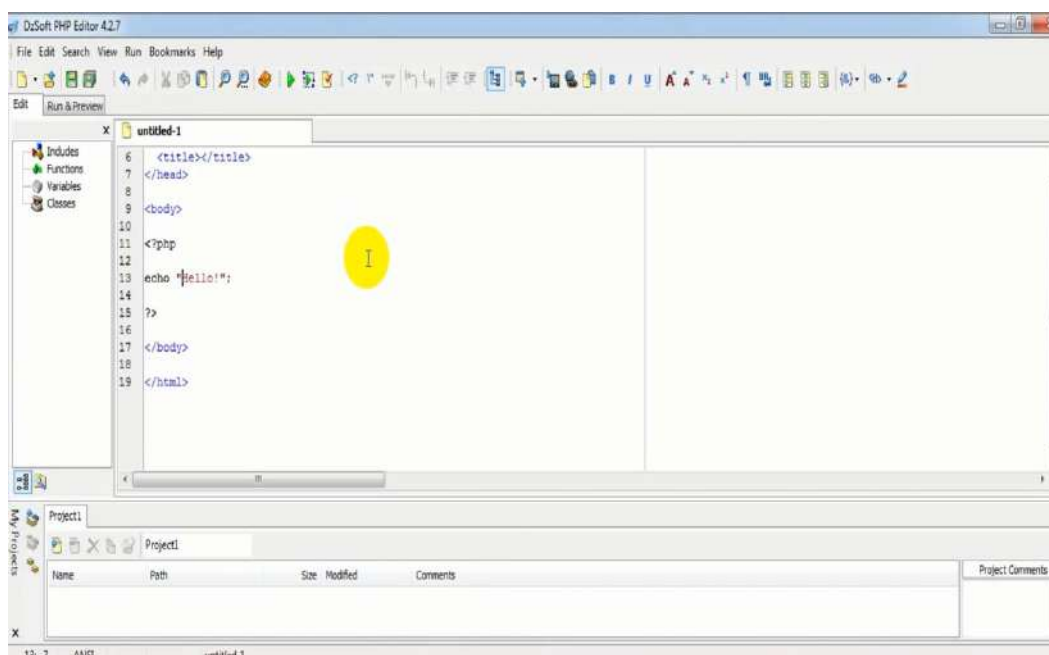 DzSoft PHP Editor 4.2.7
File Edit Search View Run Bookmarks Help
Edit Run & Preview
x untitled-1
Includes
Functions
Variables
Classes
6 <title></title>
7 </head>
8
9 <body>
10
11 <?php
12
13 echo "Hello!";
14
15 ?>
16
17 </body>
18
19 </html>
My Projects
Project1
Project1
Name Path Size Modified Comments
Project Comments
x
13: 7 ANSI untitled-1